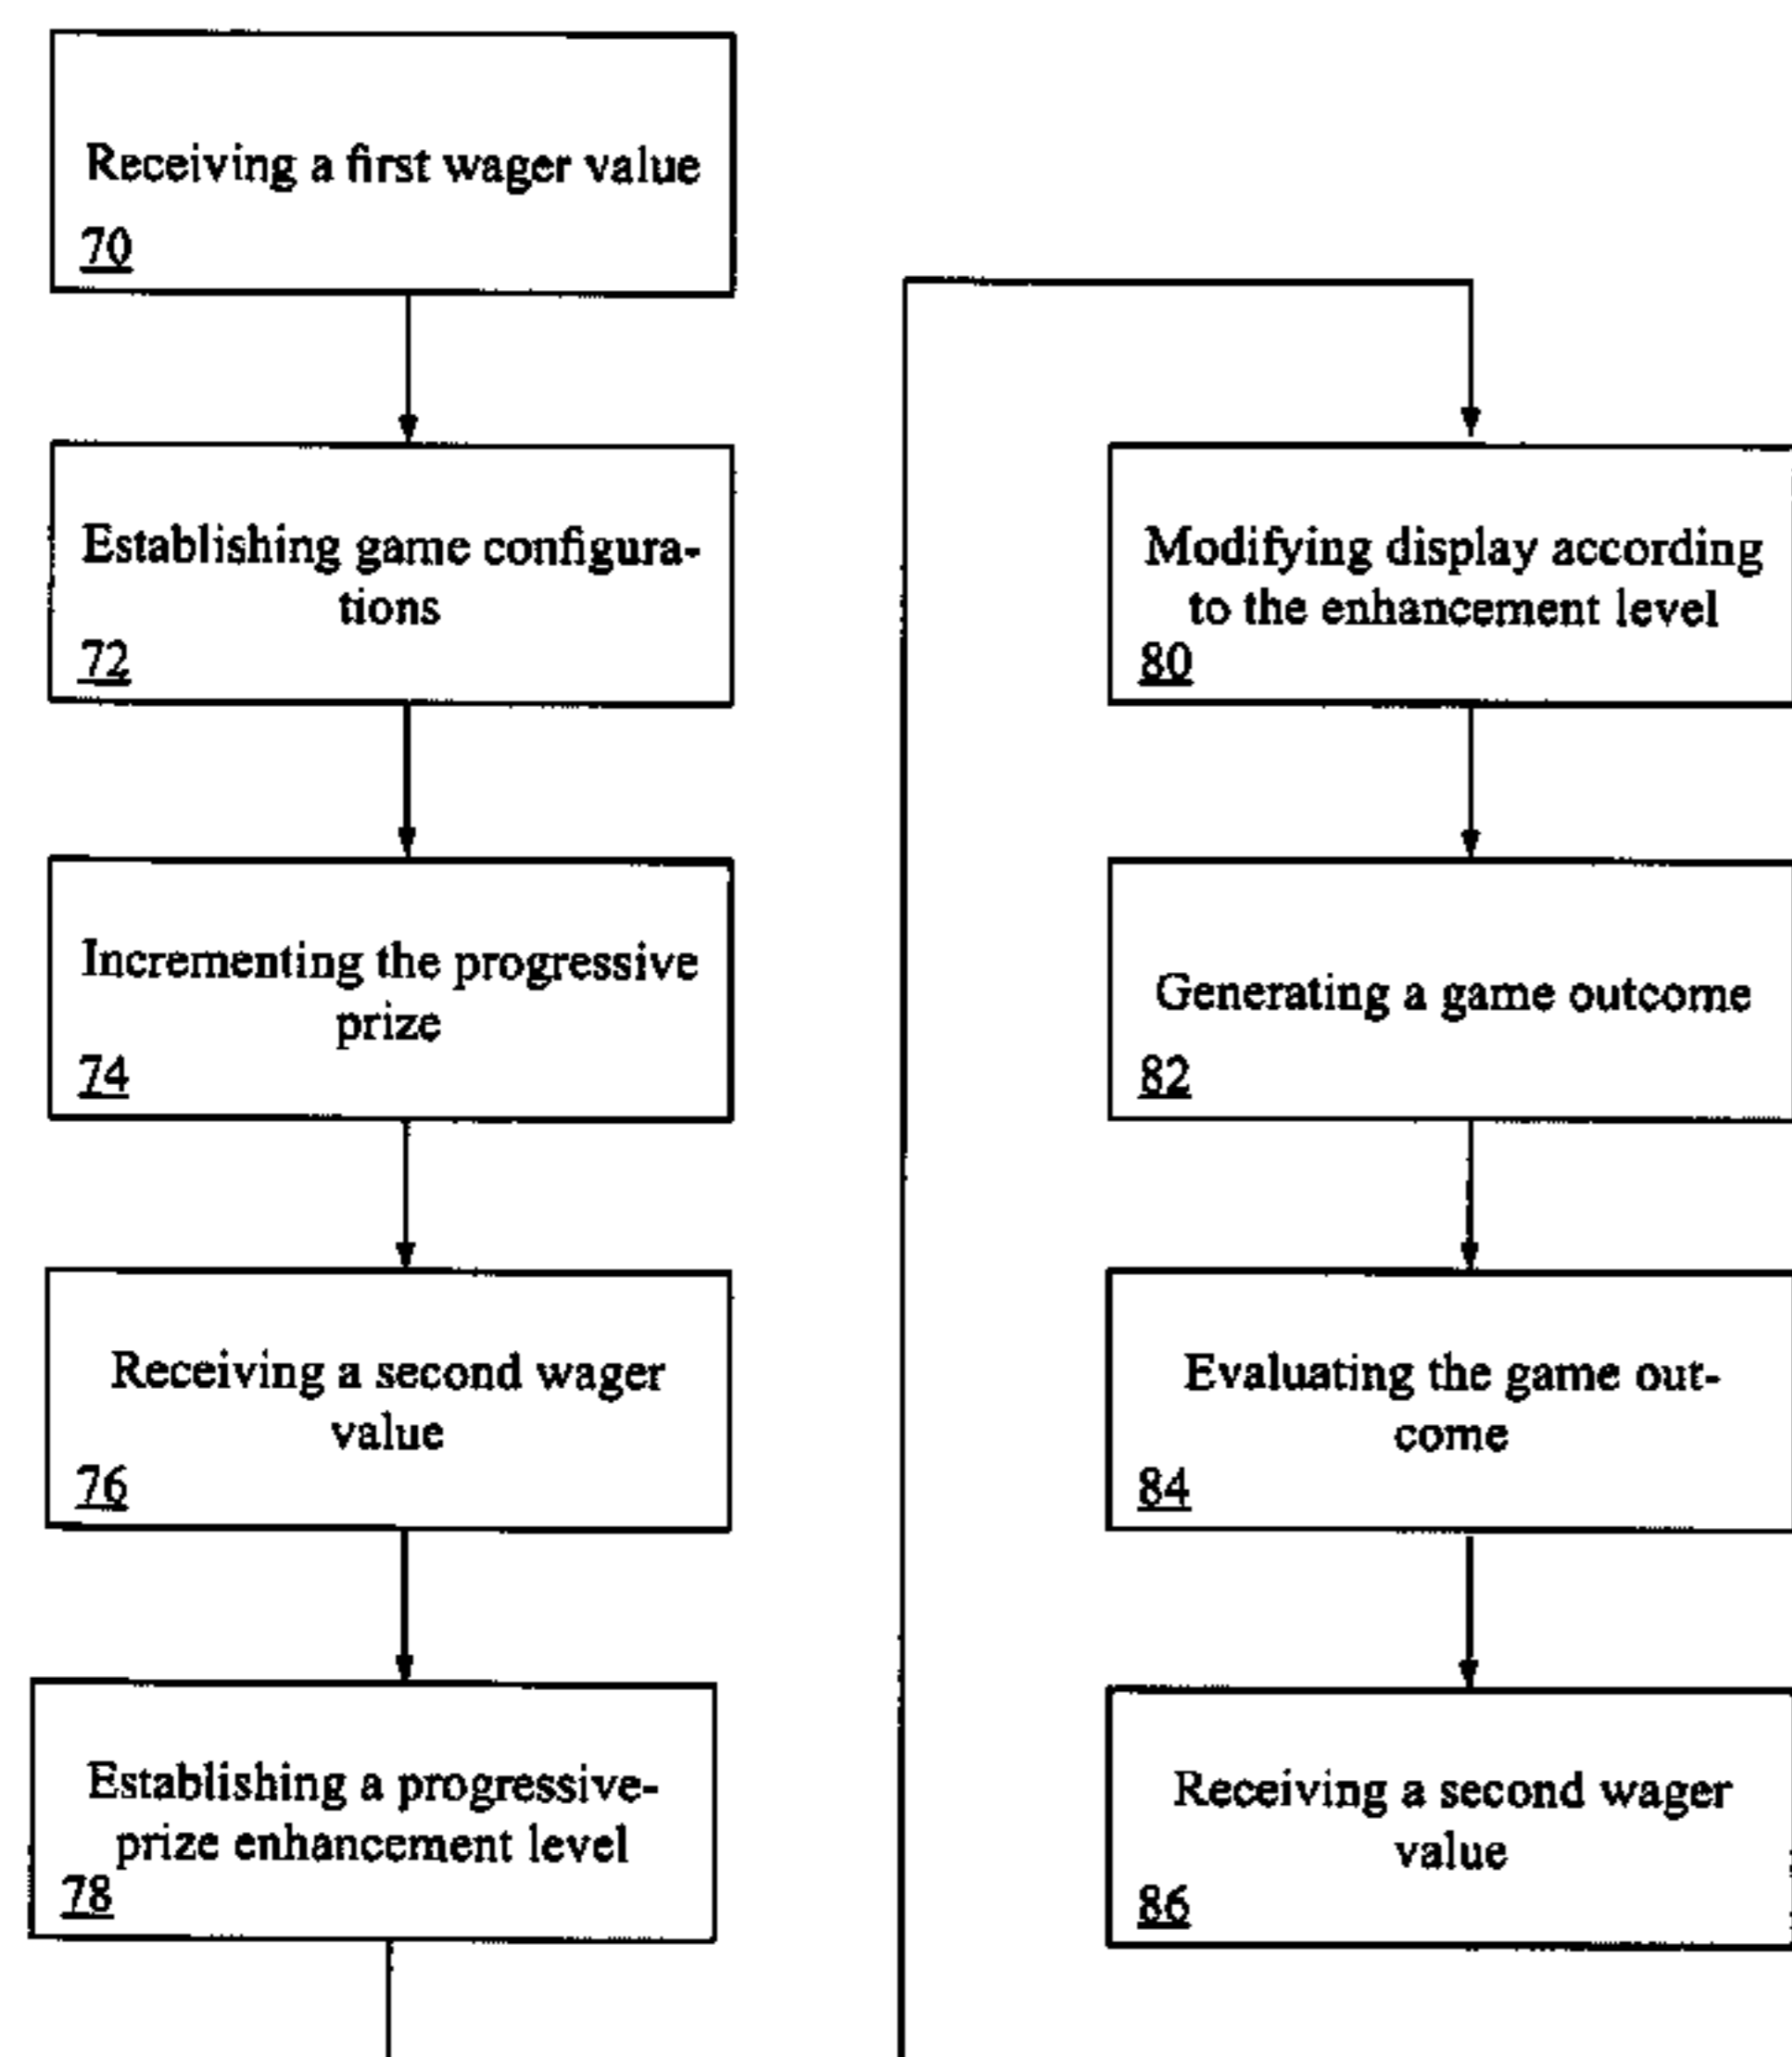 Receiving a first wager value
70
Establishing game configura-
tions
72
Incrementing the progressive
prize
74
Receiving a second wager
value
76
Establishing a progressive-
prize enhancement level
78
Modifying display according
to the enhancement level
80
Generating a game outcome
82
Evaluating the game out-
come
84
Receiving a second wager
value
86